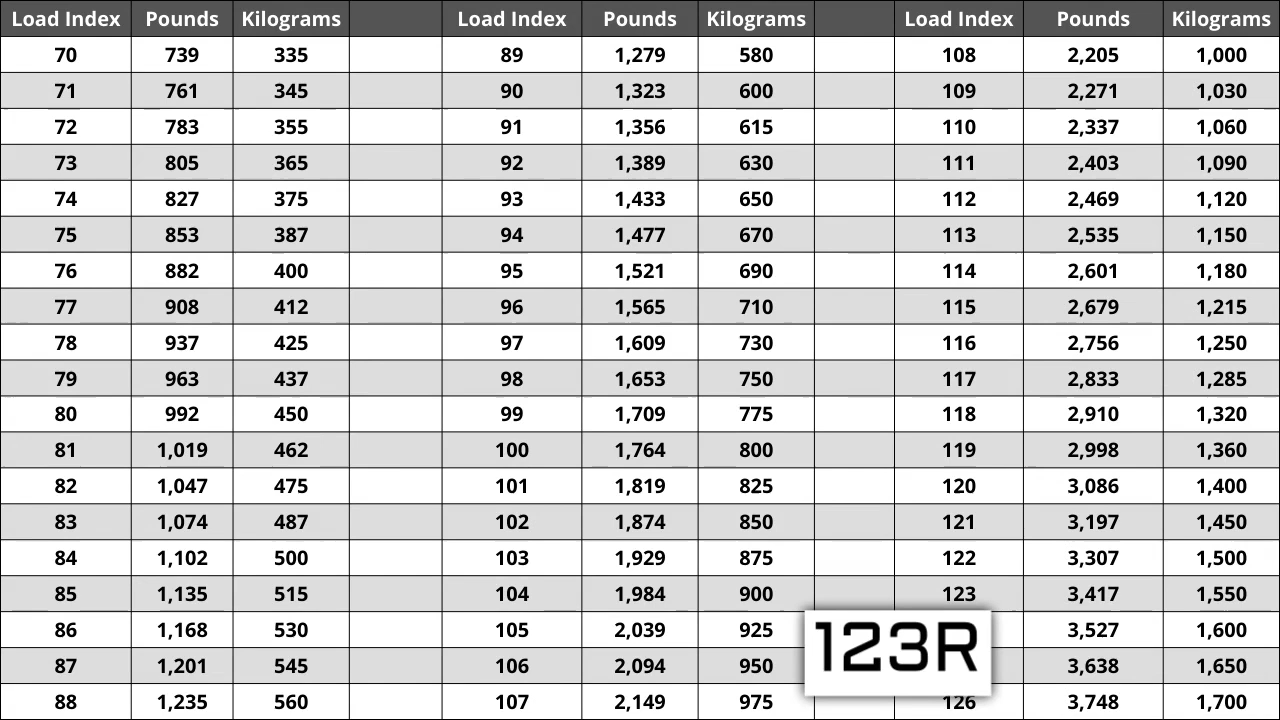 Load Index Pounds Kilograms Load Index Pounds Kilograms Load Index Pounds Kilograms
70 739 335 89 1,279 580 108 2,205 1,000
71 761 345 90 1,323 600 109 2,271 1,030
72 783 355 91 1,356 615 110 2,337 1,060
73 805 365 92 1,389 630 111 2,403 1,090
74 827 375 93 1,433 650 112 2,469 1,120
75 853 387 94 1,477 670 113 2,535 1,150
76 882 400 95 1,521 690 114 2,601 1,180
77 908 412 96 1,565 710 115 2,679 1,215
78 937 425 97 1,609 730 116 2,756 1,250
79 963 437 98 1,653 750 117 2,833 1,285
80 992 450 99 1,709 775 118 2,910 1,320
81 1,019 462 100 1,764 800 119 2,998 1,360
82 1,047 475 101 1,819 825 120 3,086 1,400
83 1,074 487 102 1,874 850 121 3,197 1,450
84 1,102 500 103 1,929 875 122 3,307 1,500
85 1,135 515 104 1,984 900 123 3,417 1,550
86 1,168 530 105 2,039 925 3,527 1,600
123R
87 1,201 545 106 2,094 950 3,638 1,650
88 1,235 560 107 2,149 975 126 3,748 1,700